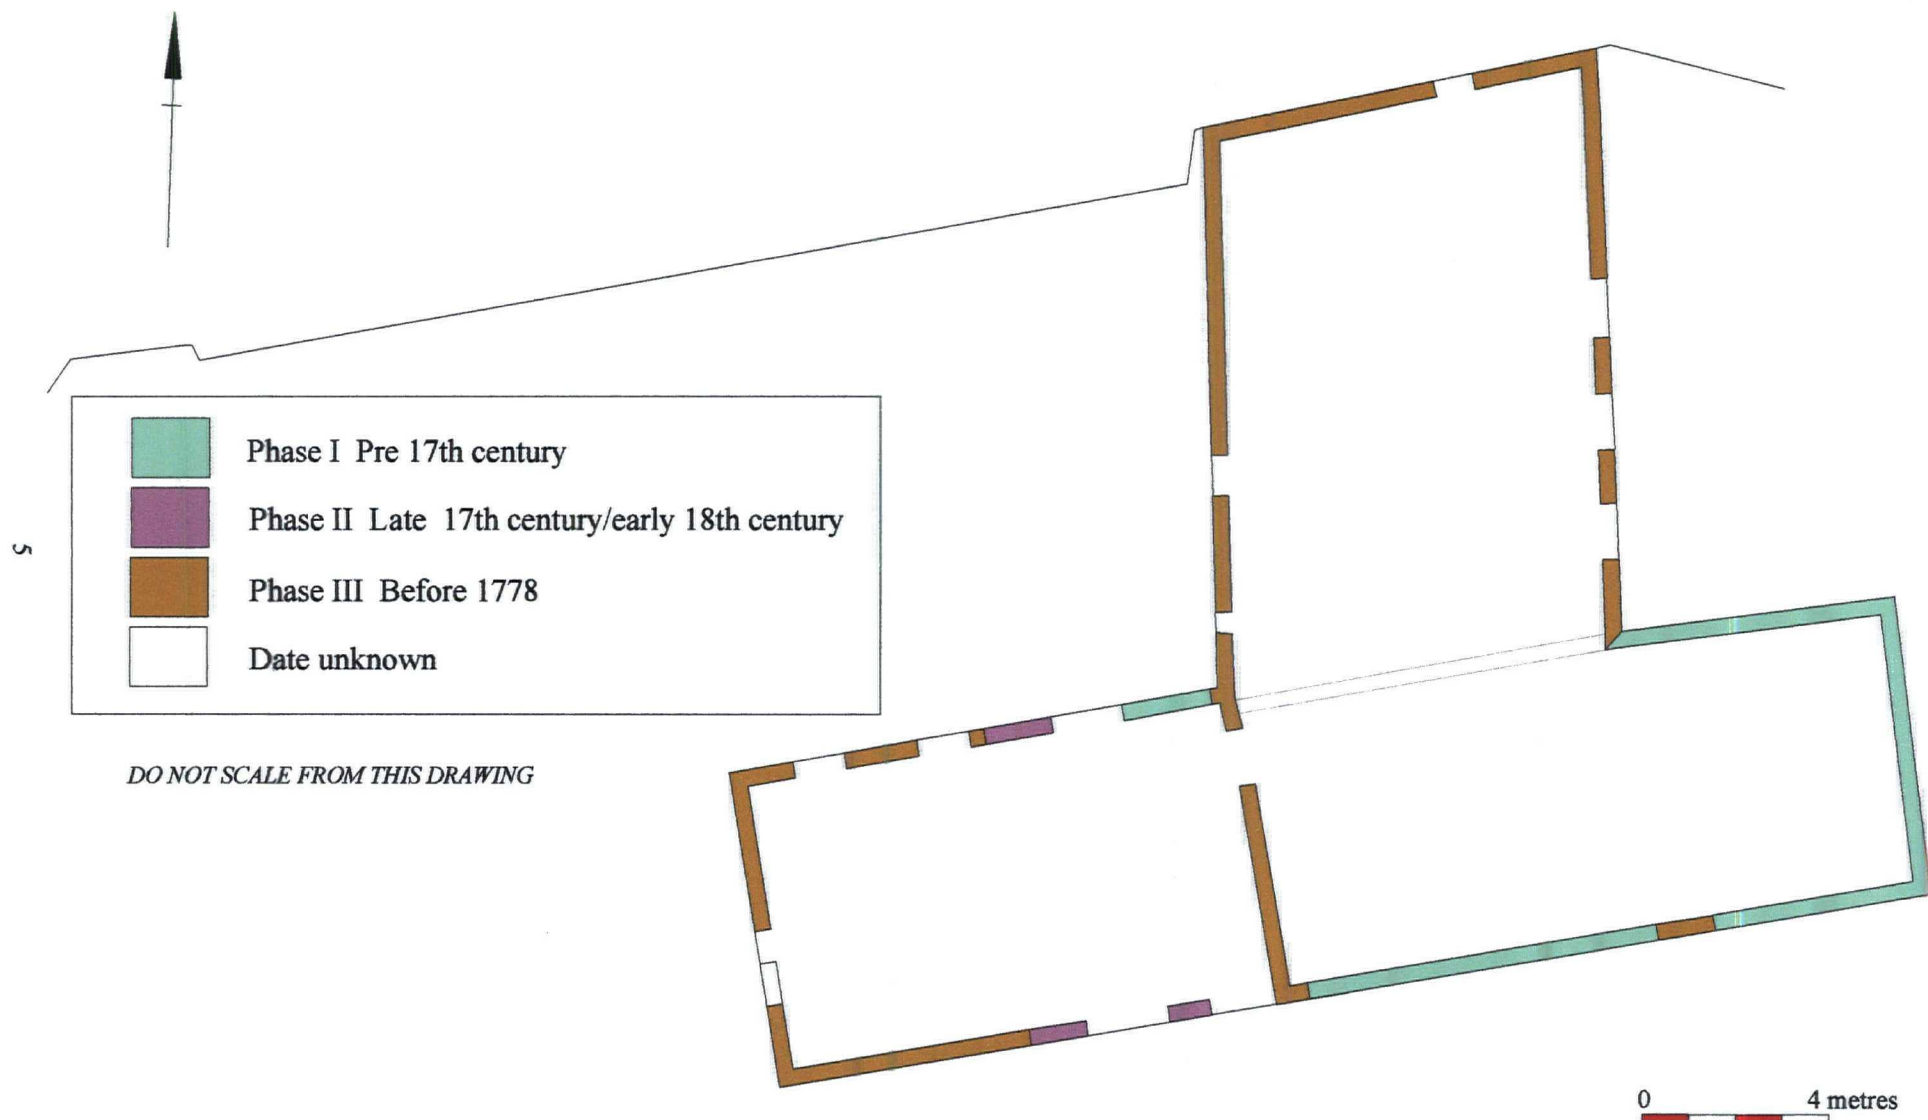 Phase I Pre 17th century
Phase II Late 17th century/early 18th century
5
Phase III Before 1778
Date unknown
DO NOT SCALE FROM THIS DRAWING
0 4 metres